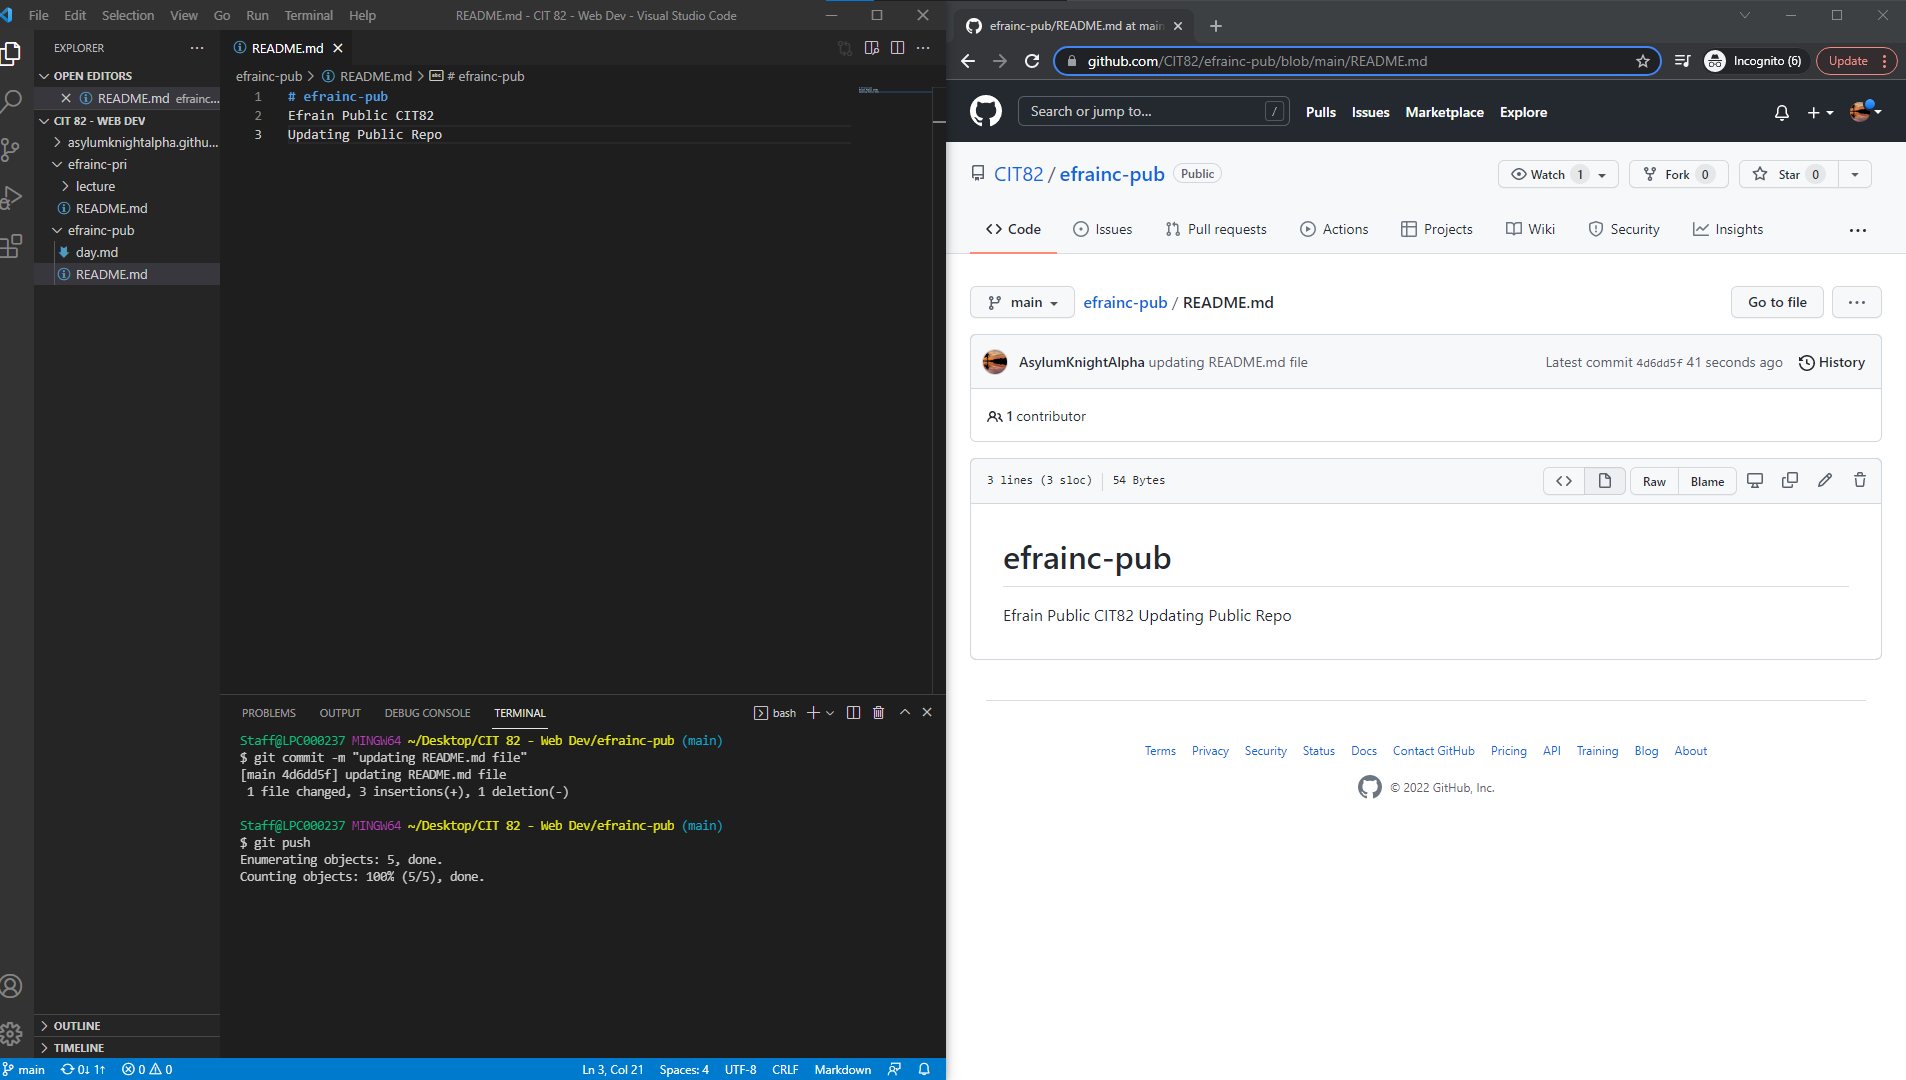 File Edit Selection View Go Run Terminal Help
README.md - CIT 82 - Web Dev - Visual Studio Code
EXPLORER
OPEN EDITORS
README.md efrainc...
CIT 82 - WEB DEV
asylumknightalpha.githu...
efrainc-pri
lecture
README.md
efrainc-pub
day.md
README.md
OUTLINE
TIMELINE
README.md
efrainc-pub > README.md > # efrainc-pub
1 # efrainc-pub
2 Efrain Public CIT82
3 Updating Public Repo
PROBLEMS OUTPUT DEBUG CONSOLE TERMINAL
bash
Staff@LPC000237 MINGW64 ~/Desktop/CIT 82 - Web Dev/efrainc-pub (main)
$ git commit -m "updating README.md file"
[main 4d6dd5f] updating README.md file
1 file changed, 3 insertions(+), 1 deletion(-)
Staff@LPC000237 MINGW64 ~/Desktop/CIT 82 - Web Dev/efrainc-pub (main)
$ git push
Enumerating objects: 5, done.
Counting objects: 100% (5/5), done.
main 0↓ 1↑ 0 0 Ln 3, Col 21 Spaces: 4 UTF-8 CRLF Markdown
efrainc-pub/README.md at main
github.com/CIT82/efrainc-pub/blob/main/README.md
Incognito (6)
Update
Search or jump to... /
Pulls Issues Marketplace Explore
CIT82 / efrainc-pub Public
Watch 1
Fork 0
Star 0
Code Issues Pull requests Actions Projects Wiki Security Insights
main
efrainc-pub / README.md
Go to file
AsylumKnightAlpha updating README.md file
Latest commit 4d6dd5f 41 seconds ago
History
1 contributor
3 lines (3 sloc) 54 Bytes
Raw Blame
efrainc-pub
Efrain Public CIT82 Updating Public Repo
Terms Privacy Security Status Docs Contact GitHub Pricing API Training Blog About
© 2022 GitHub, Inc.